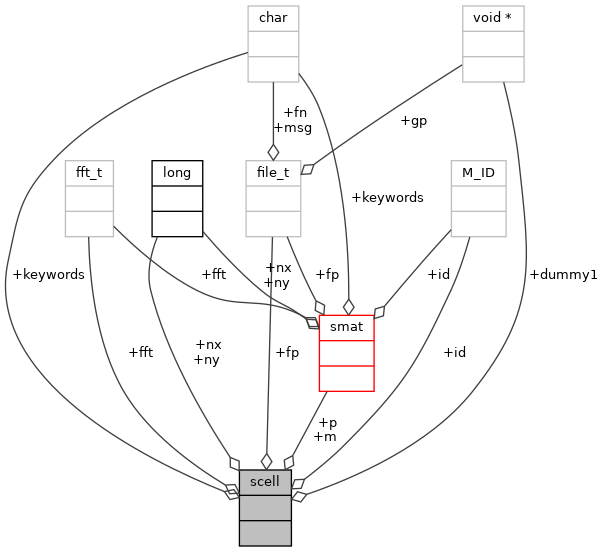 char
void *
+fn
+msg
+gp
fft_t
long
file_t
M_ID
+keywords
+keywords
+fft
+nx
+ny
+fp
+id
+dummy1
smat
+fft
+nx
+ny
+fp
+id
+p
+m
scell